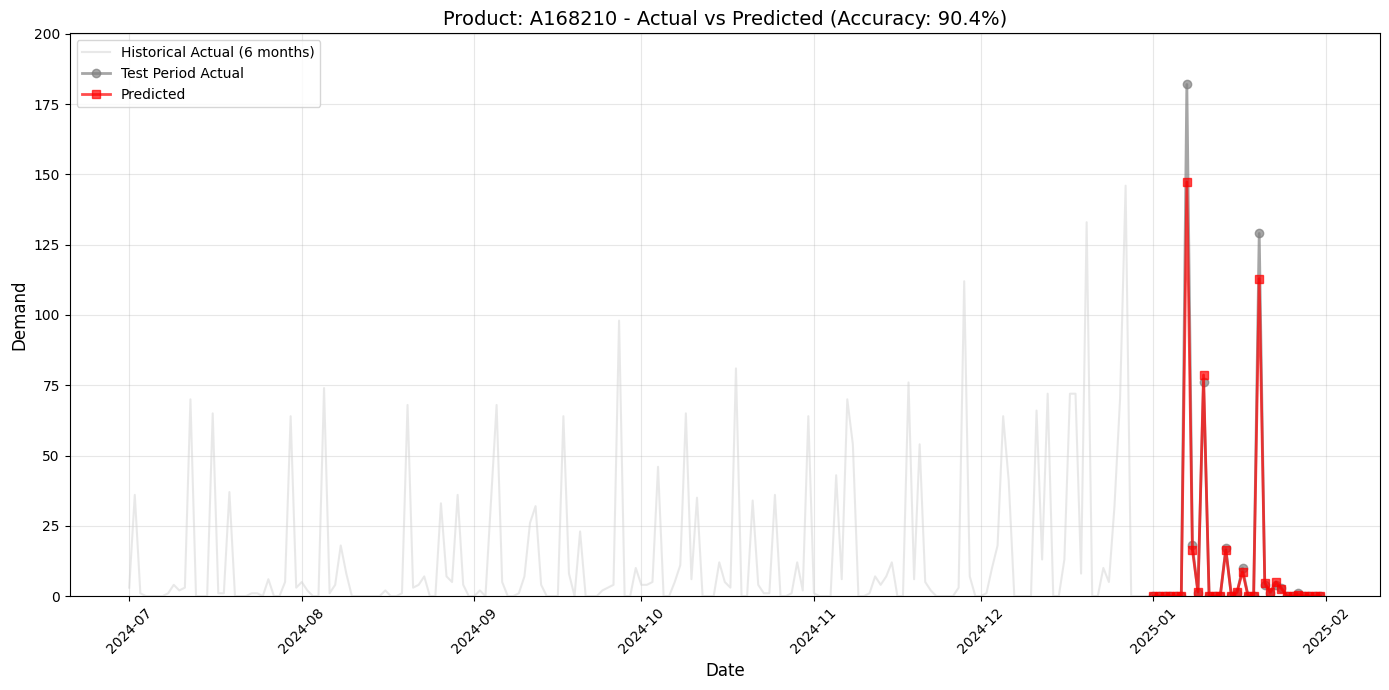 Product: A168210 - Actual vs Predicted (Accuracy: 90.4%)
Historical Actual (6 months)
Test Period Actual
Predicted
200
175
150
125
100
75
50
25
0
Demand
2024-07
2024-08
2024-09
2024-10
2024-11
2024-12
2025-01
2025-02
Date